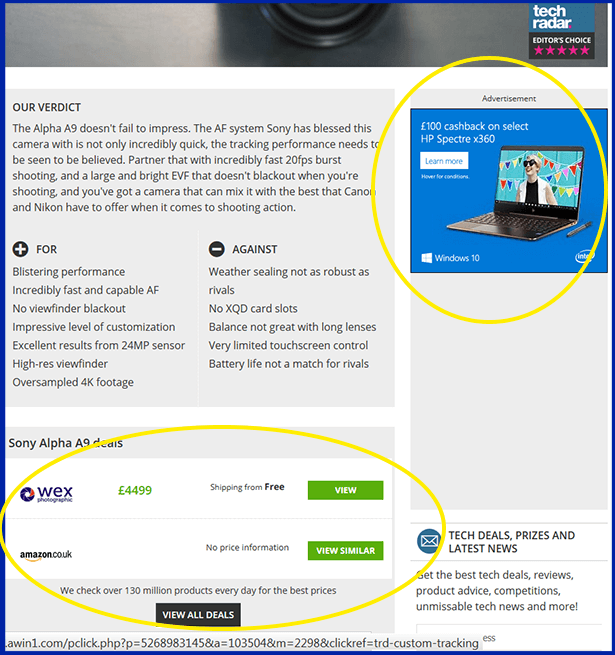 tech
radar
EDITOR'S CHOICE
OUR VERDICT
The Alpha A9 doesn't fail to impress. The AF system Sony has blessed this
camera with is not only incredibly quick, the tracking performance needs to
be seen to be believed. Partner that with incredibly fast 20fps burst
shooting, and a large and bright EVF that doesn't blackout when you're
shooting, and you've got a camera that can mix it with the best that Canon
and Nikon have to offer when it comes to shooting action.
FOR
Blistering performance
Incredibly fast and capable AF
No viewfinder blackout
Impressive level of customization
Excellent results from 24MP sensor
High-res viewfinder
Oversampled 4K footage
AGAINST
Weather sealing not as robust as
rivals
No XQD card slots
Balance not great with long lenses
Very limited touchscreen control
Battery life not a match for rivals
Advertisement
£100 cashback on select
HP Spectre x360
Learn more
Hover for conditions.
Windows 10
intel
Sony Alpha A9 deals
wex
photographic
£4499
Shipping from Free
VIEW
amazon.co.uk
No price information
VIEW SIMILAR
We check over 130 million products every day for the best prices
VIEW ALL DEALS
TECH DEALS, PRIZES AND
LATEST NEWS
Get the best tech deals, reviews,
product advice, competitions,
unmissable tech news and more!
ess
.awin1.com/pclick.php?p=5268983145&a=103504&m=2298&clickref=trd-custom-tracking